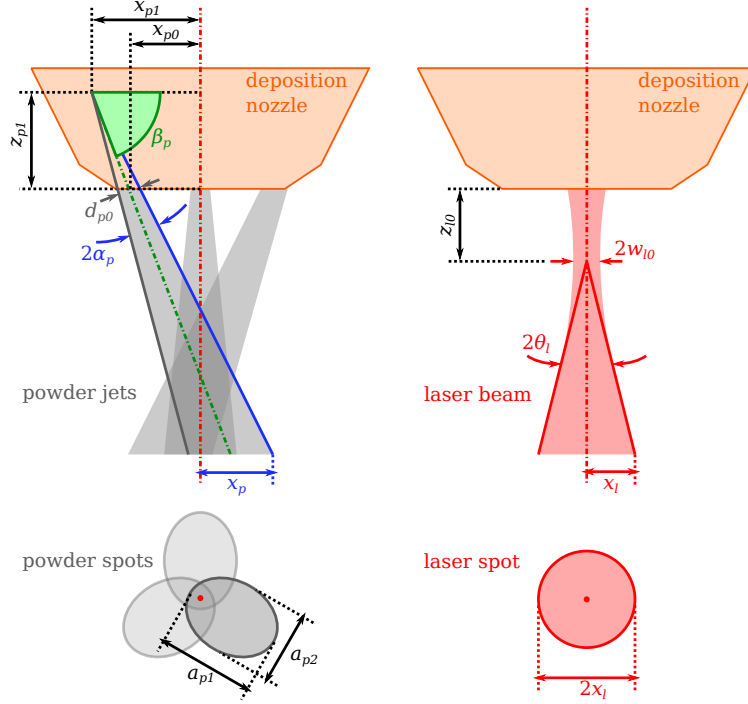 x_p1
x_p0
deposition
nozzle
z_p1
β_p
d_p0
2α_p
powder jets
x_p
powder spots
a_p1
a_p2
deposition
nozzle
z_l0
2w_l0
2θ_l
laser beam
x_l
laser spot
2x_l